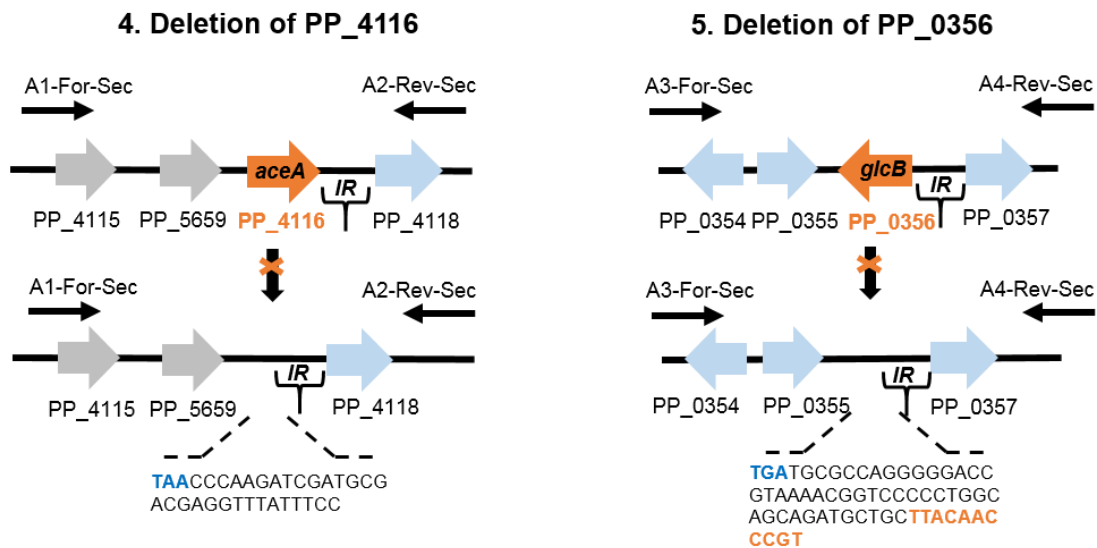 4. Deletion of PP_4116
A1-For-Sec
A2-Rev-Sec
aceA
IR
PP_4115
PP_5659
PP_4116
PP_4118
A1-For-Sec
A2-Rev-Sec
IR
PP_4115
PP_5659
PP_4118
TAACCCAAGATCGATGCG
ACGAGGTTTATTTCC
5. Deletion of PP_0356
A3-For-Sec
A4-Rev-Sec
glcB
IR
PP_0354
PP_0355
PP_0356
PP_0357
A3-For-Sec
A4-Rev-Sec
IR
PP_0354
PP_0355
PP_0357
TGATGCGCCAGGGGGACC
GTAAAACGGTCCCCCTGGC
AGCAGATGCTGCTTACAAC
CCGT